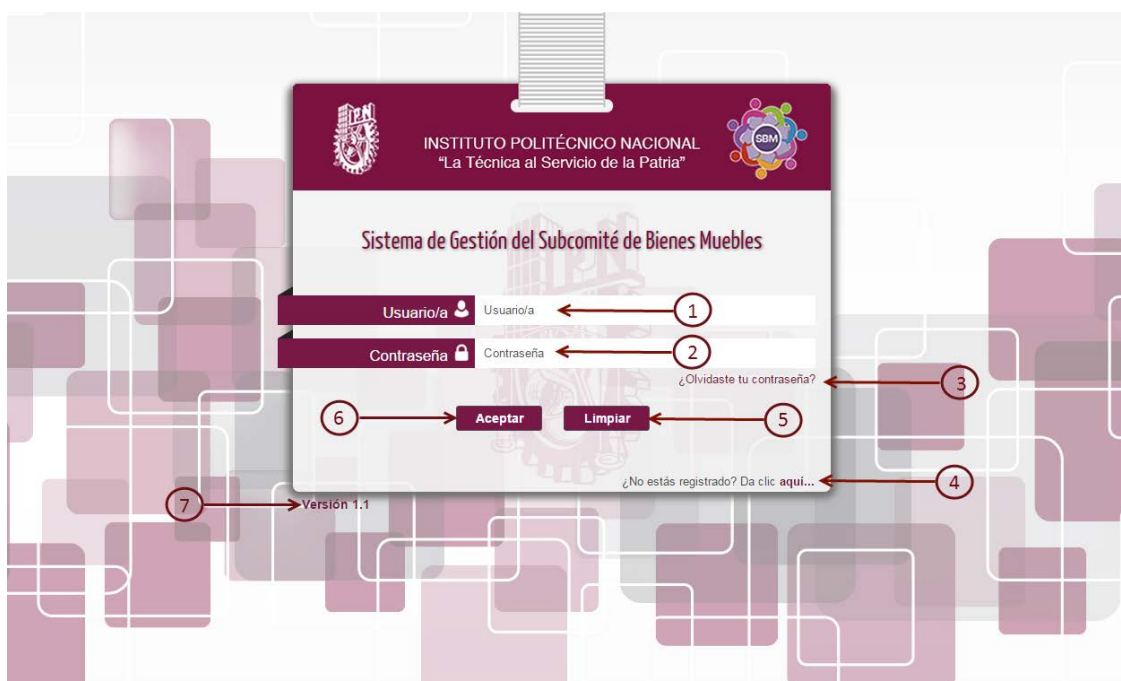 IPN
SBM
INSTITUTO POLITÉCNICO NACIONAL
“La Técnica al Servicio de la Patria”
Sistema de Gestión del Subcomité de Bienes Muebles
Usuario/a Usuario/a 1
Contraseña Contraseña 2
¿Olvidaste tu contraseña? 3
6 Aceptar Limpiar 5
¿No estás registrado? Da clic aquí... 4
7 Versión 1.1